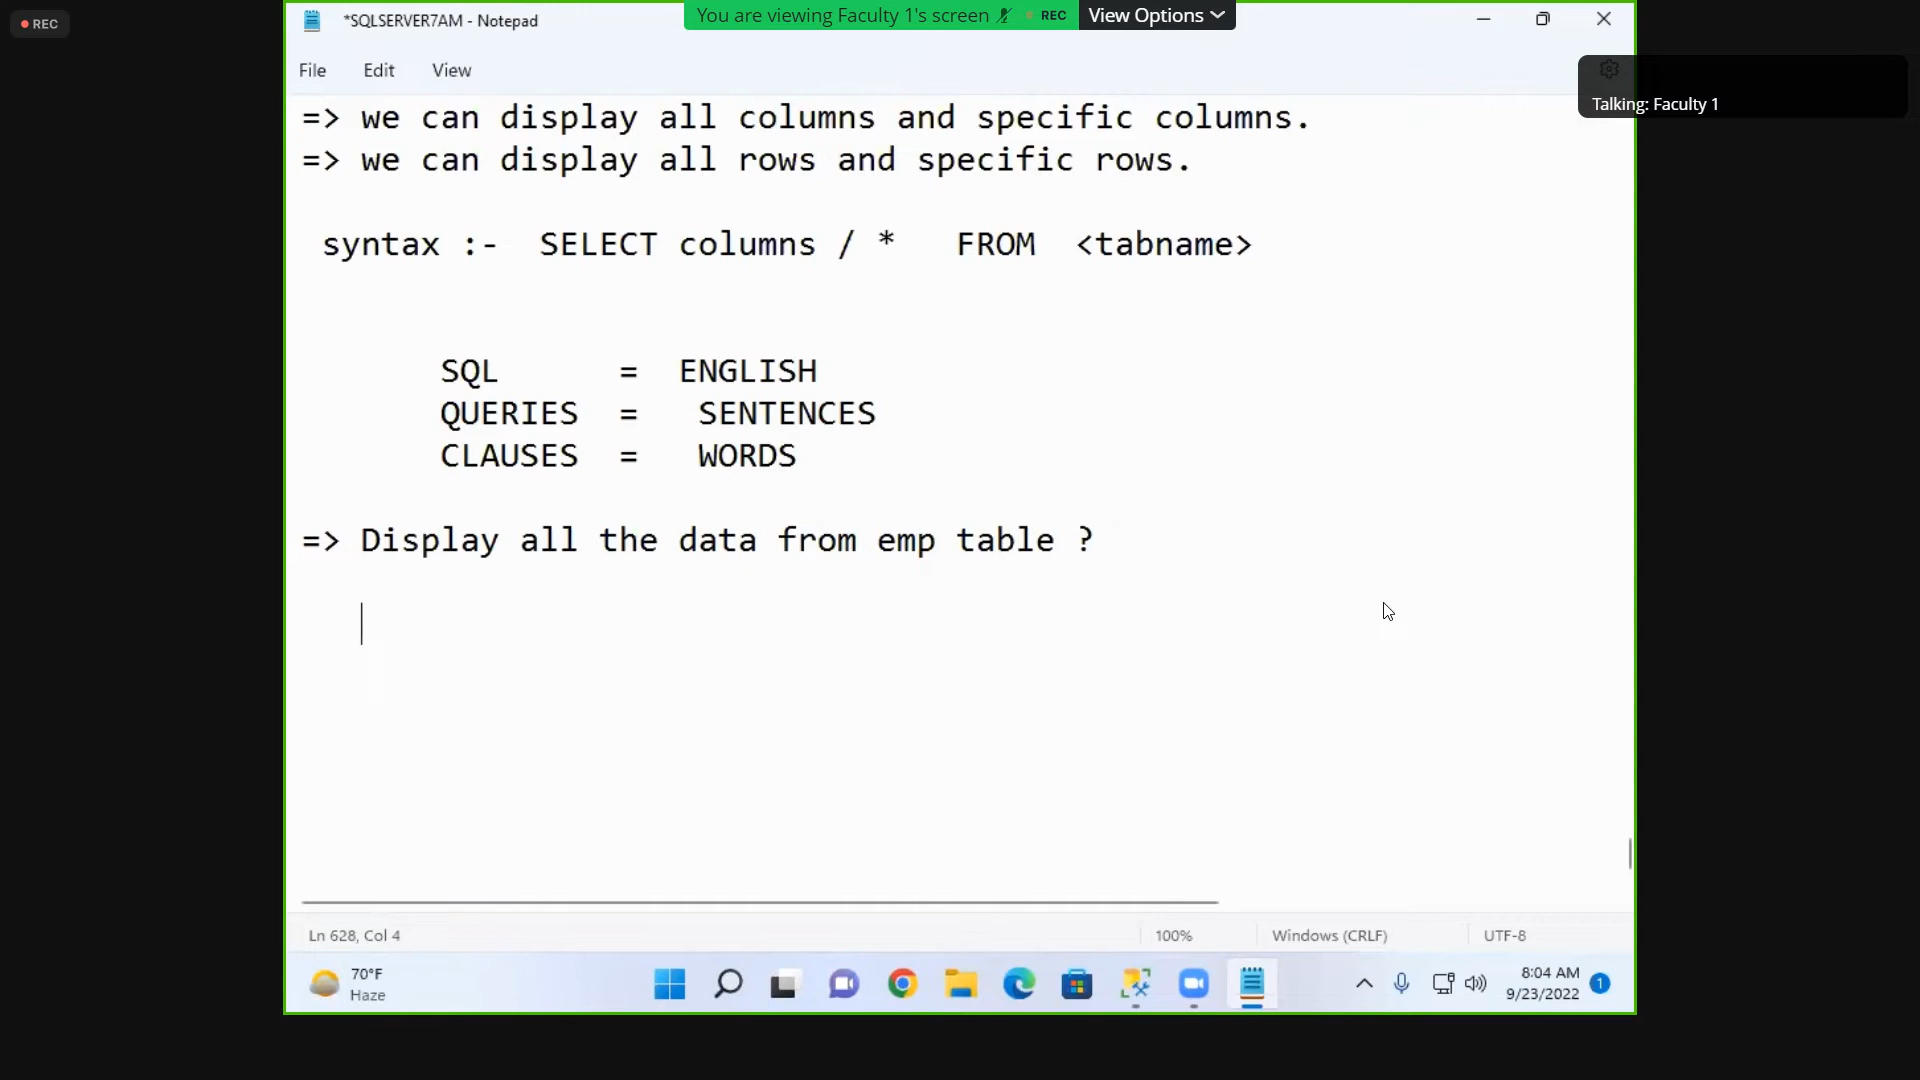 REC
*SQLSERVER7AM - Notepad
You are viewing Faculty 1's screen
REC
View Options
File Edit View
Talking: Faculty 1
=> we can display all columns and specific columns.
=> we can display all rows and specific rows.
syntax :- SELECT columns / * FROM <tabname>
SQL = ENGLISH
QUERIES = SENTENCES
CLAUSES = WORDS
=> Display all the data from emp table ?
Ln 628, Col 4
100%
Windows (CRLF)
UTF-8
70°F
Haze
8:04 AM
9/23/2022
1